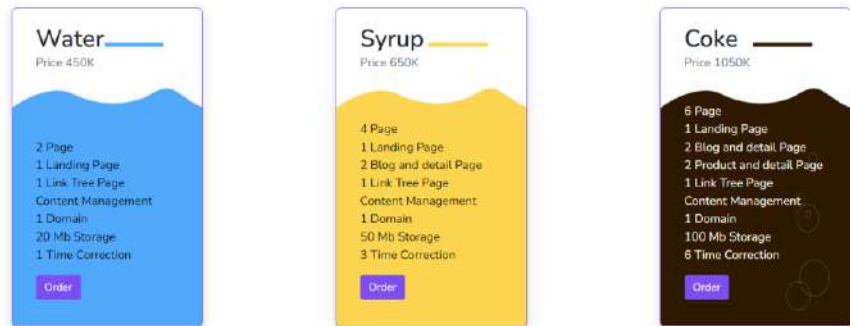 Water
Price 450K
2 Page
1 Landing Page
1 Link Tree Page
Content Management
1 Domain
20 Mb Storage
1 Time Correction
Order
Syrup
Price 650K
4 Page
1 Landing Page
2 Blog and detail Page
1 Link Tree Page
Content Management
1 Domain
50 Mb Storage
3 Time Correction
Order
Coke
Price 1050K
6 Page
1 Landing Page
2 Blog and detail Page
2 Product and detail Page
1 Link Tree Page
Content Management
1 Domain
100 Mb Storage
6 Time Correction
Order